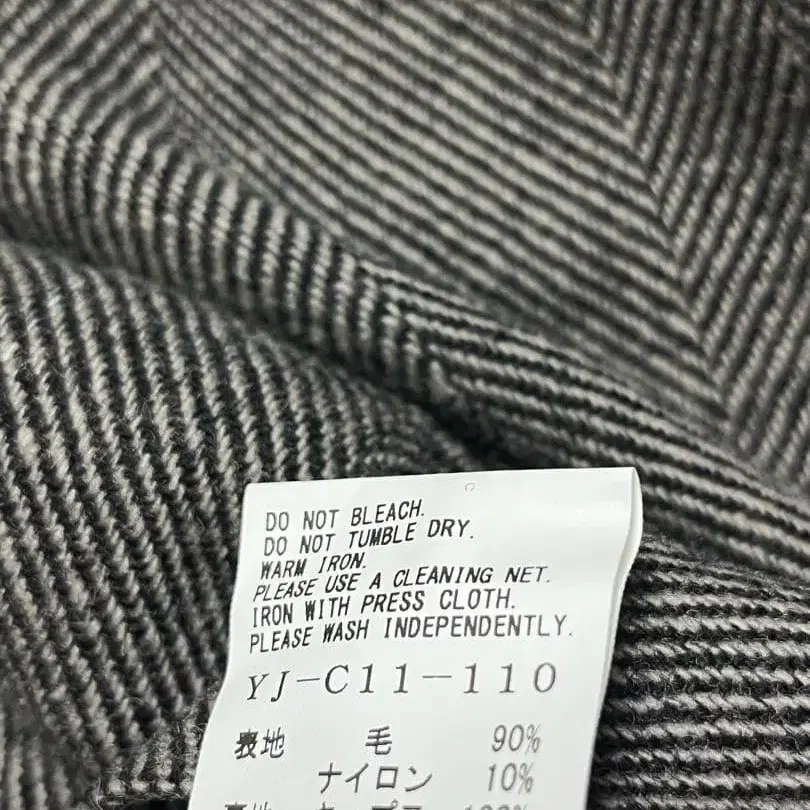 DO NOT BLEACH.
DO NOT TUMBLE DRY.
WARM IRON.
PLEASE USE A CLEANING NET.
IRON WITH PRESS CLOTH.
PLEASE WASH INDEPENDENTLY.
YJ-C11-110
表地 毛 90%
ナイロン 10%